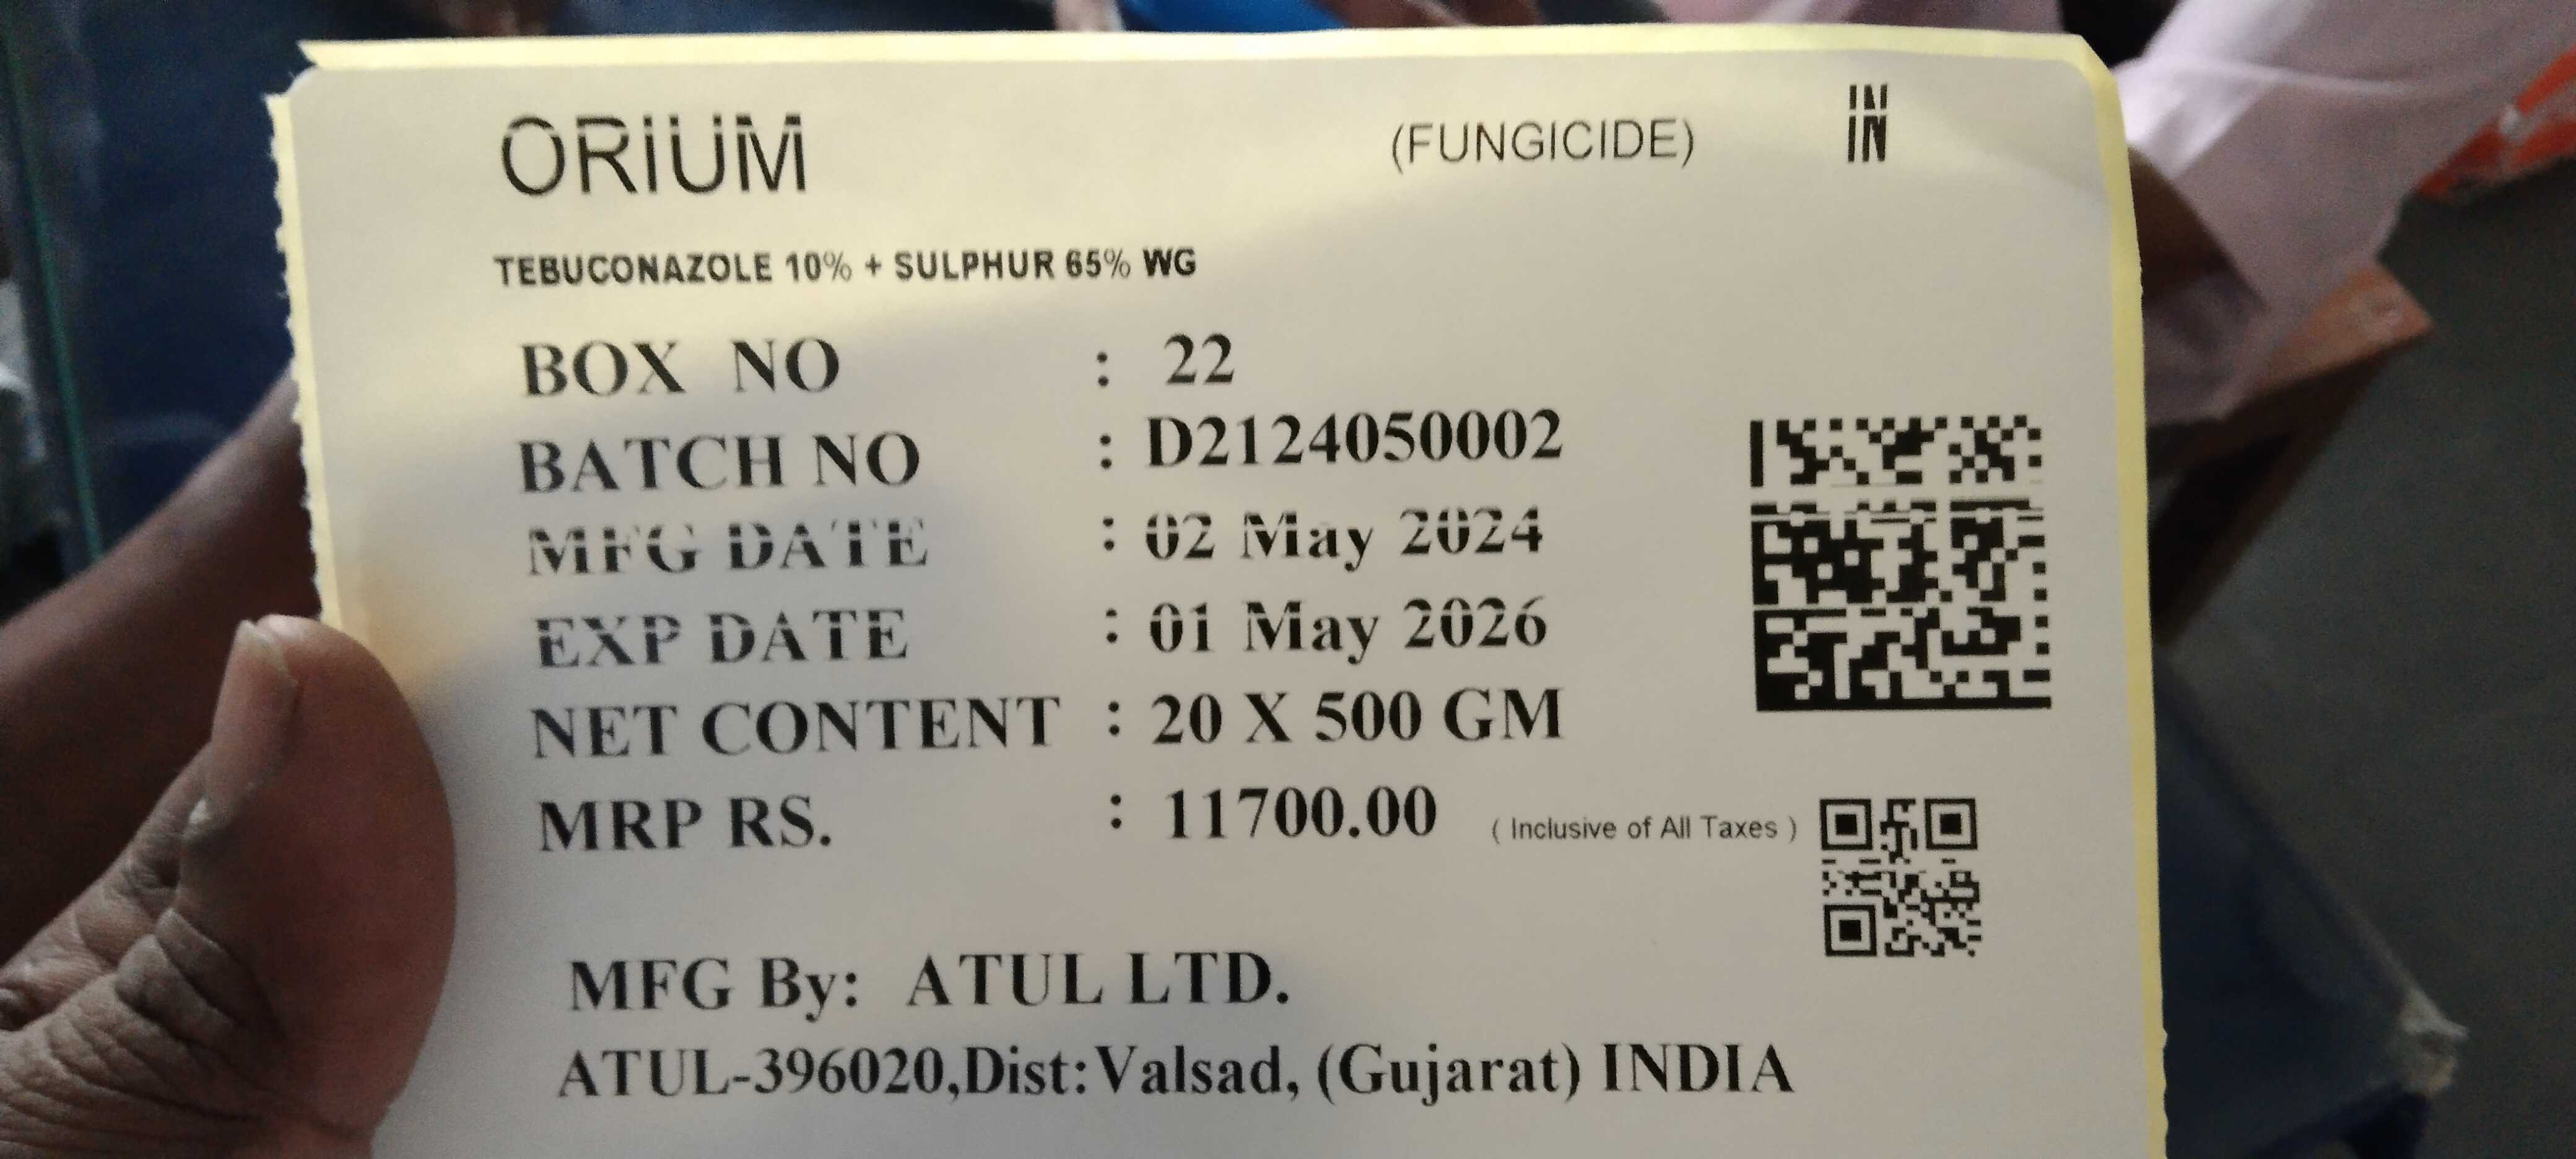 ORIUM (FUNGICIDE) IN
TEBUCONAZOLE 10% + SULPHUR 65% WG
BOX NO : 22
BATCH NO : D2124050002
MFG DATE : 02 May 2024
EXP DATE : 01 May 2026
NET CONTENT : 20 X 500 GM
MRP RS. : 11700.00 ( Inclusive of All Taxes )
MFG By: ATUL LTD.
ATUL-396020,Dist:Valsad, (Gujarat) INDIA